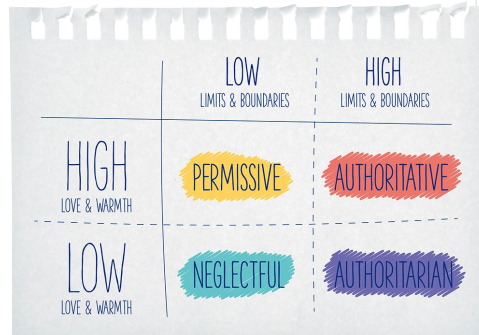 LOW
LIMITS & BOUNDARIES
HIGH
LIMITS & BOUNDARIES
HIGH
LOVE & WARMTH
PERMISSIVE
AUTHORITATIVE
LOW
LOVE & WARMTH
NEGLECTFUL
AUTHORITARIAN